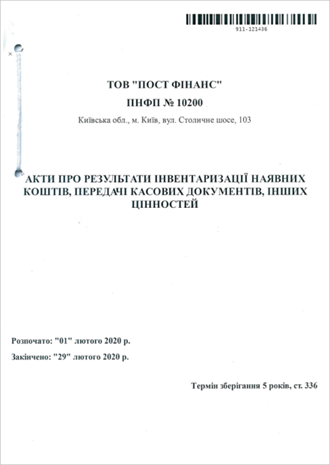 911-121406
ТОВ "ПОСТ ФІНАНС"
ПНФП № 10200
Київська обл., м. Київ, вул. Столичне шосе, 103
АКТИ ПРО РЕЗУЛЬТАТИ ІНВЕНТАРИЗАЦІЇ НАЯВНИХ
КОШТІВ, ПЕРЕДАЧІ КАСОВИХ ДОКУМЕНТІВ, ІНШИХ
ЦІННОСТЕЙ
Розпочато: "01" лютого 2020 р.
Закінчено: "29" лютого 2020 р.
Термін зберігання 5 років, ст. 336